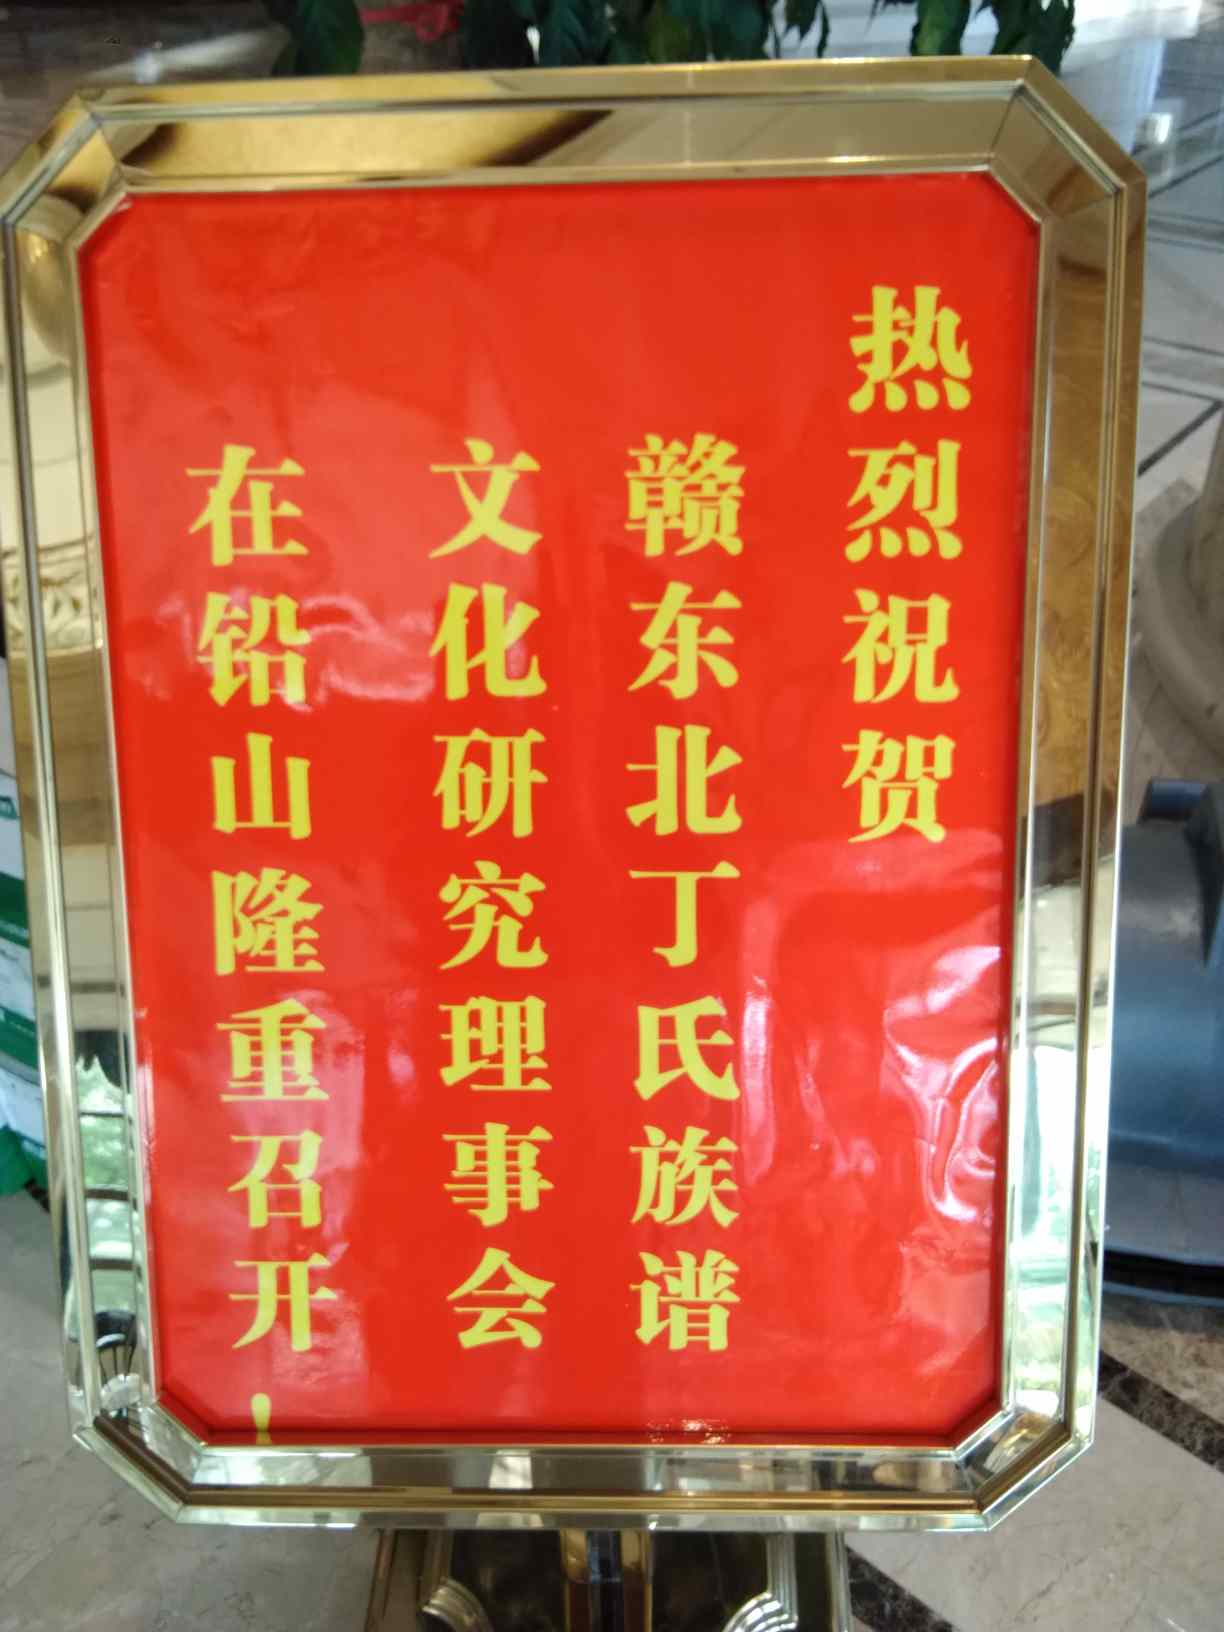 热烈祝贺
赣东北丁氏族谱
文化研究理事会
在铅山隆重召开！